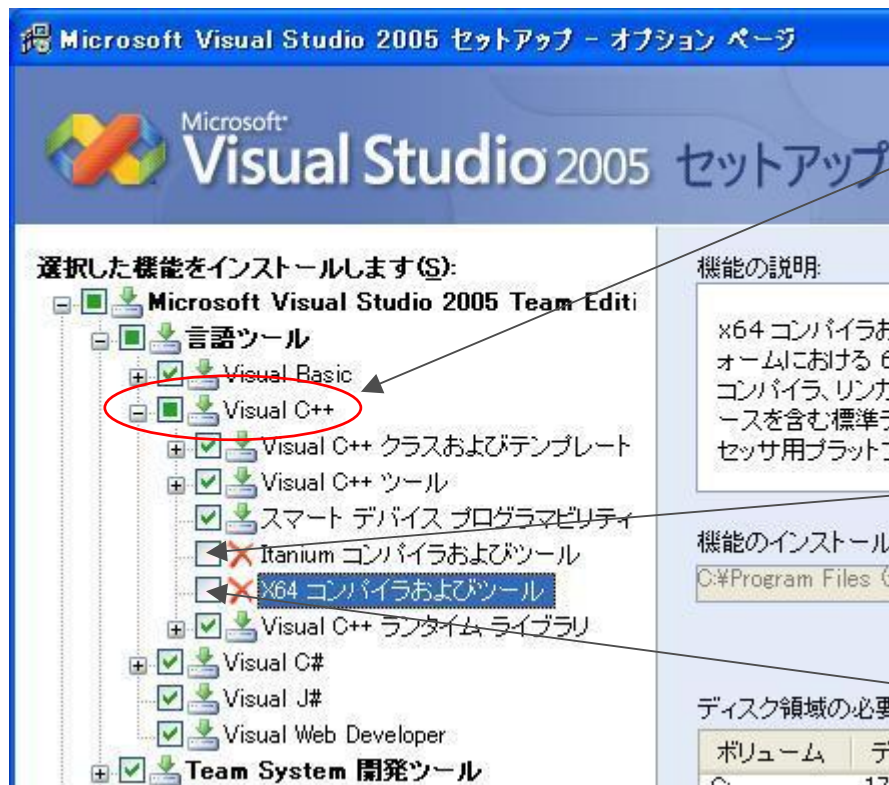 Microsoft Visual Studio 2005 セットアップ - オプション ページ
Microsoft
Visual Studio 2005 セットアップ
選択した機能をインストールします(S):
Microsoft Visual Studio 2005 Team Editi
言語ツール
Visual Basic
Visual C++
Visual C++ クラスおよびテンプレート
Visual C++ ツール
スマート デバイス プログラマビリティ
Itanium コンパイラおよびツール
X64 コンパイラおよびツール
Visual C++ ランタイム ライブラリ
Visual C#
Visual J#
Visual Web Developer
Team System 開発ツール
機能の説明:
x64 コンパイラお
ォームにおける 6
コンパイラ、リンカ
ースを含む標準ラ
セッサ用プラット
機能のインストール
C:¥Program Files
ディスク領域の必要
ボリューム デ
C: 17